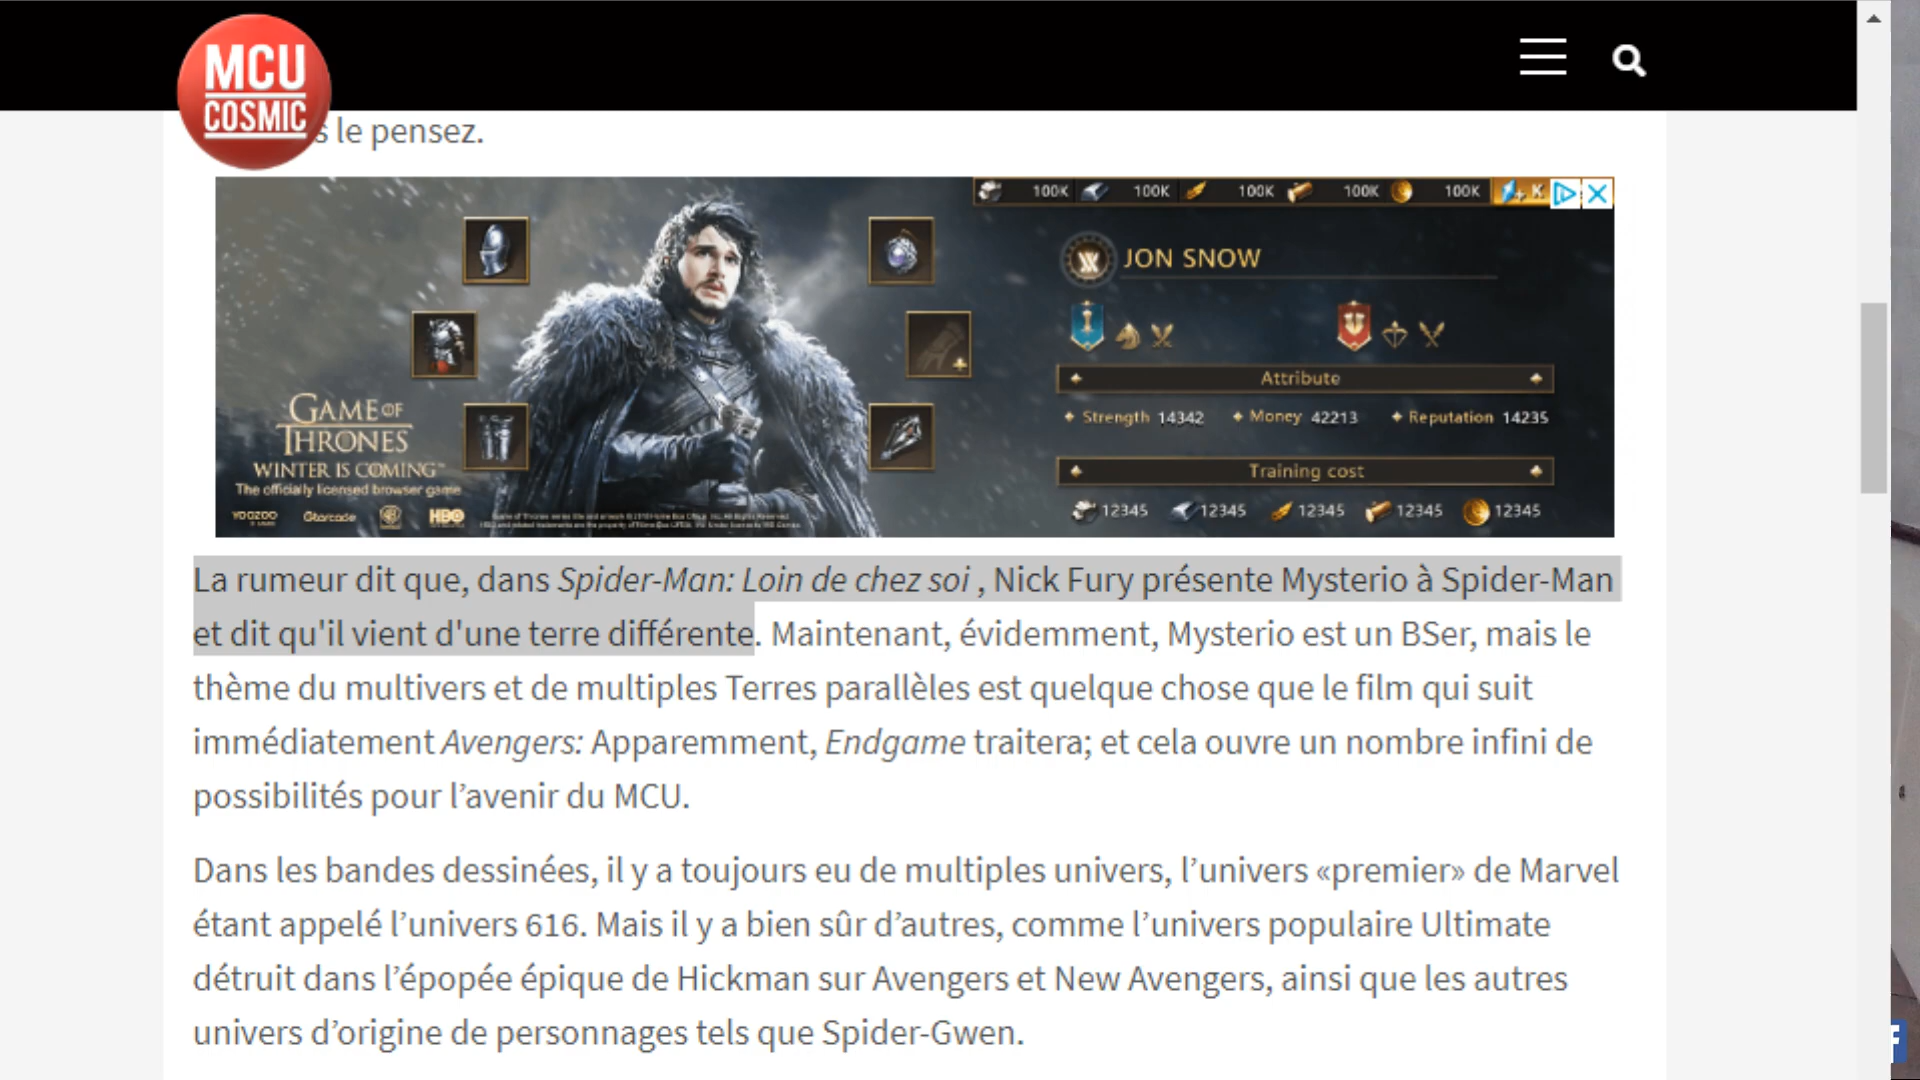 MCU
COSMIC
s le pensez.
100K 100K 100K 100K 100K
JON SNOW
Attribute
Strength 14342 Money 42213 Reputation 14235
Training cost
12345 12345 12345 12345 12345
GAME OF
THRONES
WINTER IS COMING™
The officially licensed browser game
YOOZOO GTarcade WB HBO
La rumeur dit que, dans Spider-Man: Loin de chez soi , Nick Fury présente Mysterio à Spider-Man
et dit qu'il vient d'une terre différente. Maintenant, évidemment, Mysterio est un BSer, mais le
thème du multivers et de multiples Terres parallèles est quelque chose que le film qui suit
immédiatement Avengers: Apparemment, Endgame traitera; et cela ouvre un nombre infini de
possibilités pour l’avenir du MCU.
Dans les bandes dessinées, il y a toujours eu de multiples univers, l’univers «premier» de Marvel
étant appelé l’univers 616. Mais il y a bien sûr d’autres, comme l’univers populaire Ultimate
détruit dans l’épopée épique de Hickman sur Avengers et New Avengers, ainsi que les autres
univers d’origine de personnages tels que Spider-Gwen.